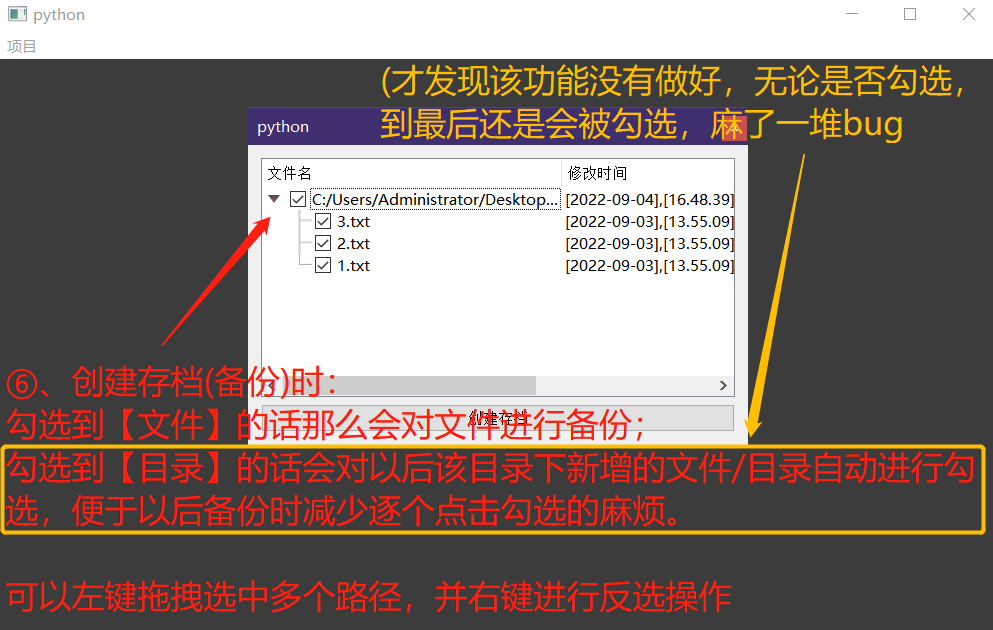 python
项目
(才发现该功能没有做好，无论是否勾选，
到最后还是会被勾选，麻了一堆bug
python
文件名 修改时间
C:/Users/Administrator/Desktop... [2022-09-04],[16.48.39]
3.txt [2022-09-03],[13.55.09]
2.txt [2022-09-03],[13.55.09]
1.txt [2022-09-03],[13.55.09]
⑥、创建存档(备份)时：
创建存档
勾选到【文件】的话那么会对文件进行备份；
勾选到【目录】的话会对以后该目录下新增的文件/目录自动进行勾
选，便于以后备份时减少逐个点击勾选的麻烦。
可以左键拖拽选中多个路径，并右键进行反选操作